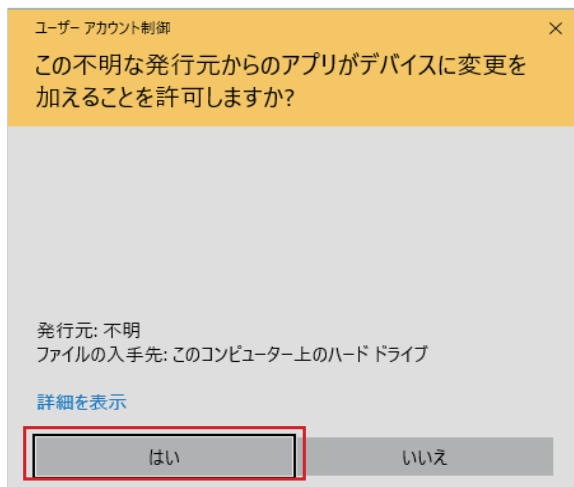 ユーザー アカウント制御
この不明な発行元からのアプリがデバイスに変更を
加えることを許可しますか?
発行元: 不明
ファイルの入手先: このコンピューター上のハード ドライブ
詳細を表示
はい
いいえ